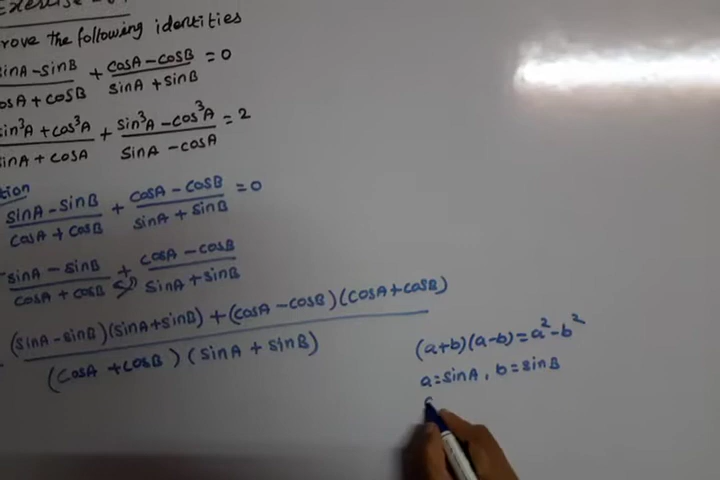 Exercise
rove the following identities
sinA - sinB / cosA + cosB + cosA - cosB / sinA + sinB = 0
sin³A + cos³A / sinA + cosA + sin³A - cos³A / sinA - cosA = 2
tion
sinA - sinB / cosA + cosB + cosA - cosB / sinA + sinB = 0
sinA - sinB / cosA + cosB + cosA - cosB / sinA + sinB
(sinA - sinB)(sinA + sinB) + (cosA - cosB)(cosA + cosB) / (cosA + cosB)(sinA + sinB)
(a+b)(a-b) = a² - b²
a = sinA, b = sinB